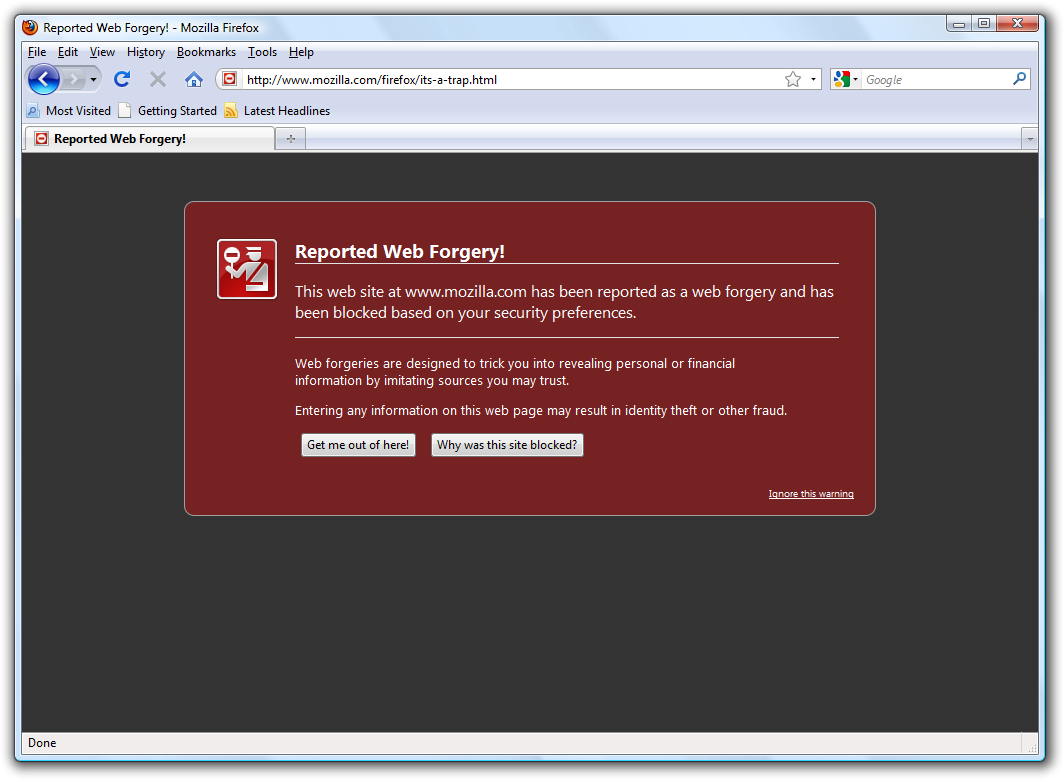 Reported Web Forgery! - Mozilla Firefox
File Edit View History Bookmarks Tools Help
http://www.mozilla.com/firefox/its-a-trap.html Google
Most Visited Getting Started Latest Headlines
Reported Web Forgery!
Reported Web Forgery!
This web site at www.mozilla.com has been reported as a web forgery and has
been blocked based on your security preferences.
Web forgeries are designed to trick you into revealing personal or financial
information by imitating sources you may trust.
Entering any information on this web page may result in identity theft or other fraud.
Get me out of here! Why was this site blocked?
Ignore this warning
Done